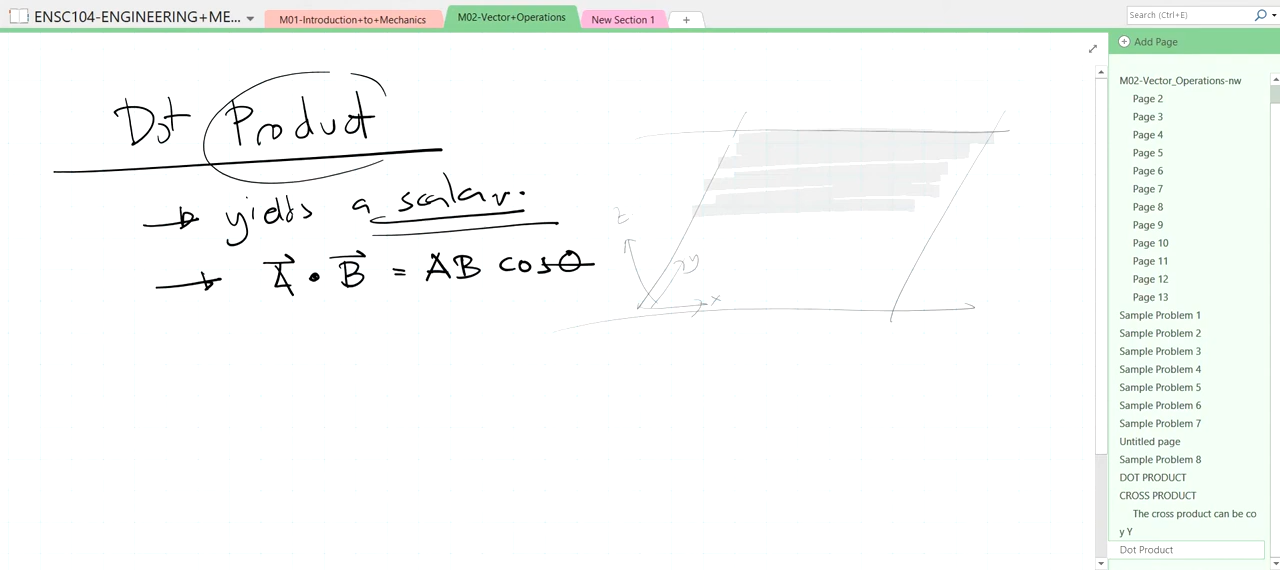 ENSC104-ENGINEERING+ME...
M01-Introduction+to+Mechanics
M02-Vector+Operations
New Section 1
+
Search (Ctrl+E)
Add Page
Dot Product
→ yields a scalar.
→ A⃗ • B⃗ = AB cosθ
z
y
x
M02-Vector_Operations-nw
Page 2
Page 3
Page 4
Page 5
Page 6
Page 7
Page 8
Page 9
Page 10
Page 11
Page 12
Page 13
Sample Problem 1
Sample Problem 2
Sample Problem 3
Sample Problem 4
Sample Problem 5
Sample Problem 6
Sample Problem 7
Untitled page
Sample Problem 8
DOT PRODUCT
CROSS PRODUCT
The cross product can be co
y Y
Dot Product